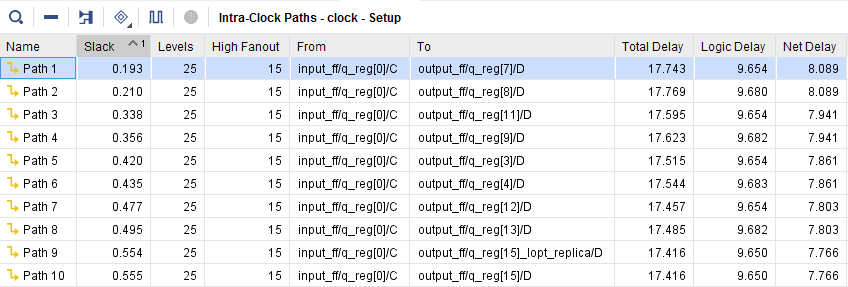 Intra-Clock Paths - clock - Setup
Name Slack 1 Levels High Fanout From To Total Delay Logic Delay Net Delay
Path 1 0.193 25 15 input_ff/q_reg[0]/C output_ff/q_reg[7]/D 17.743 9.654 8.089
Path 2 0.210 25 15 input_ff/q_reg[0]/C output_ff/q_reg[8]/D 17.769 9.680 8.089
Path 3 0.338 25 15 input_ff/q_reg[0]/C output_ff/q_reg[11]/D 17.595 9.654 7.941
Path 4 0.356 25 15 input_ff/q_reg[0]/C output_ff/q_reg[9]/D 17.623 9.682 7.941
Path 5 0.420 25 15 input_ff/q_reg[0]/C output_ff/q_reg[3]/D 17.515 9.654 7.861
Path 6 0.435 25 15 input_ff/q_reg[0]/C output_ff/q_reg[4]/D 17.544 9.683 7.861
Path 7 0.477 25 15 input_ff/q_reg[0]/C output_ff/q_reg[12]/D 17.457 9.654 7.803
Path 8 0.495 25 15 input_ff/q_reg[0]/C output_ff/q_reg[13]/D 17.485 9.682 7.803
Path 9 0.554 25 15 input_ff/q_reg[0]/C output_ff/q_reg[15]_lopt_replica/D 17.416 9.650 7.766
Path 10 0.555 25 15 input_ff/q_reg[0]/C output_ff/q_reg[15]/D 17.416 9.650 7.766